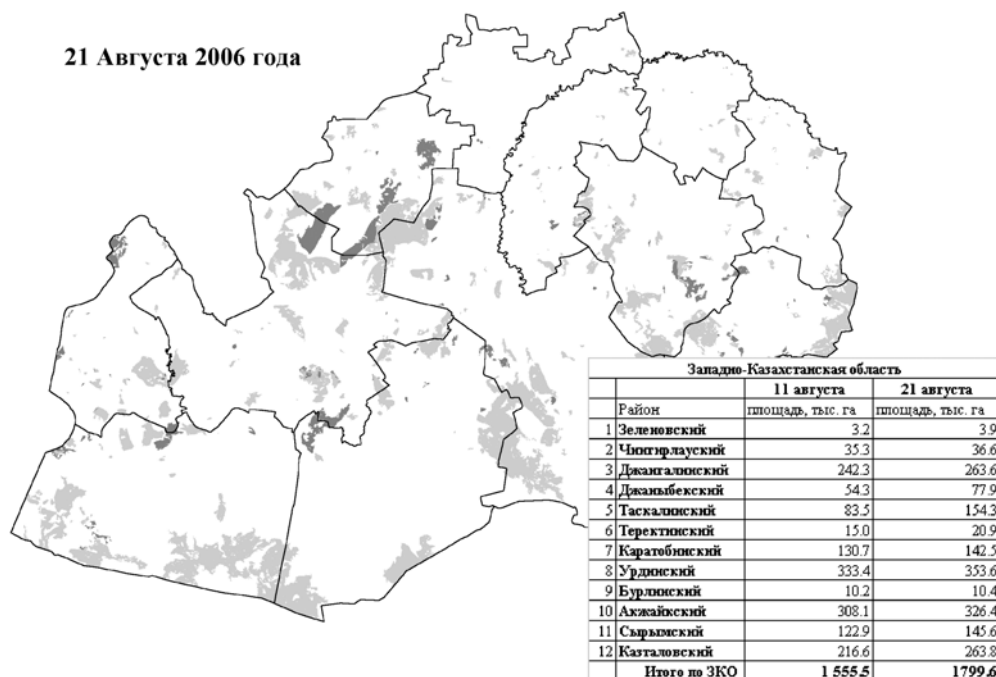 21 Августа 2006 года
Западно-Казахстанская область
11 августа 21 августа
Район площадь, тыс. га площадь, тыс. га
1 Зеленовский 3.2 3.9
2 Чингирлауский 35.3 36.6
3 Джангалинский 242.3 263.6
4 Джаныбекский 54.3 77.9
5 Таскалинский 83.5 154.3
6 Теректинский 15.0 20.9
7 Каратобинский 130.7 142.5
8 Урдинский 333.4 353.6
9 Бурлинский 10.2 10.4
10 Акжайкский 308.1 326.4
11 Сырымский 122.9 145.6
12 Казталовский 216.6 263.8
Итого по ЗКО 1 555.5 1799.6